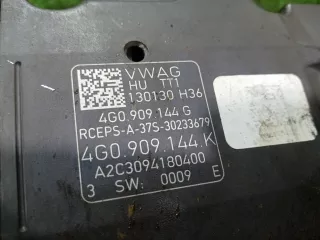 VWAG
HU TT1
130130 H36
4G0.909.144 G
RCEPS-A-37S-30233679
4G0.909.144.K
A2C3094180400
3 SW: 0009 E